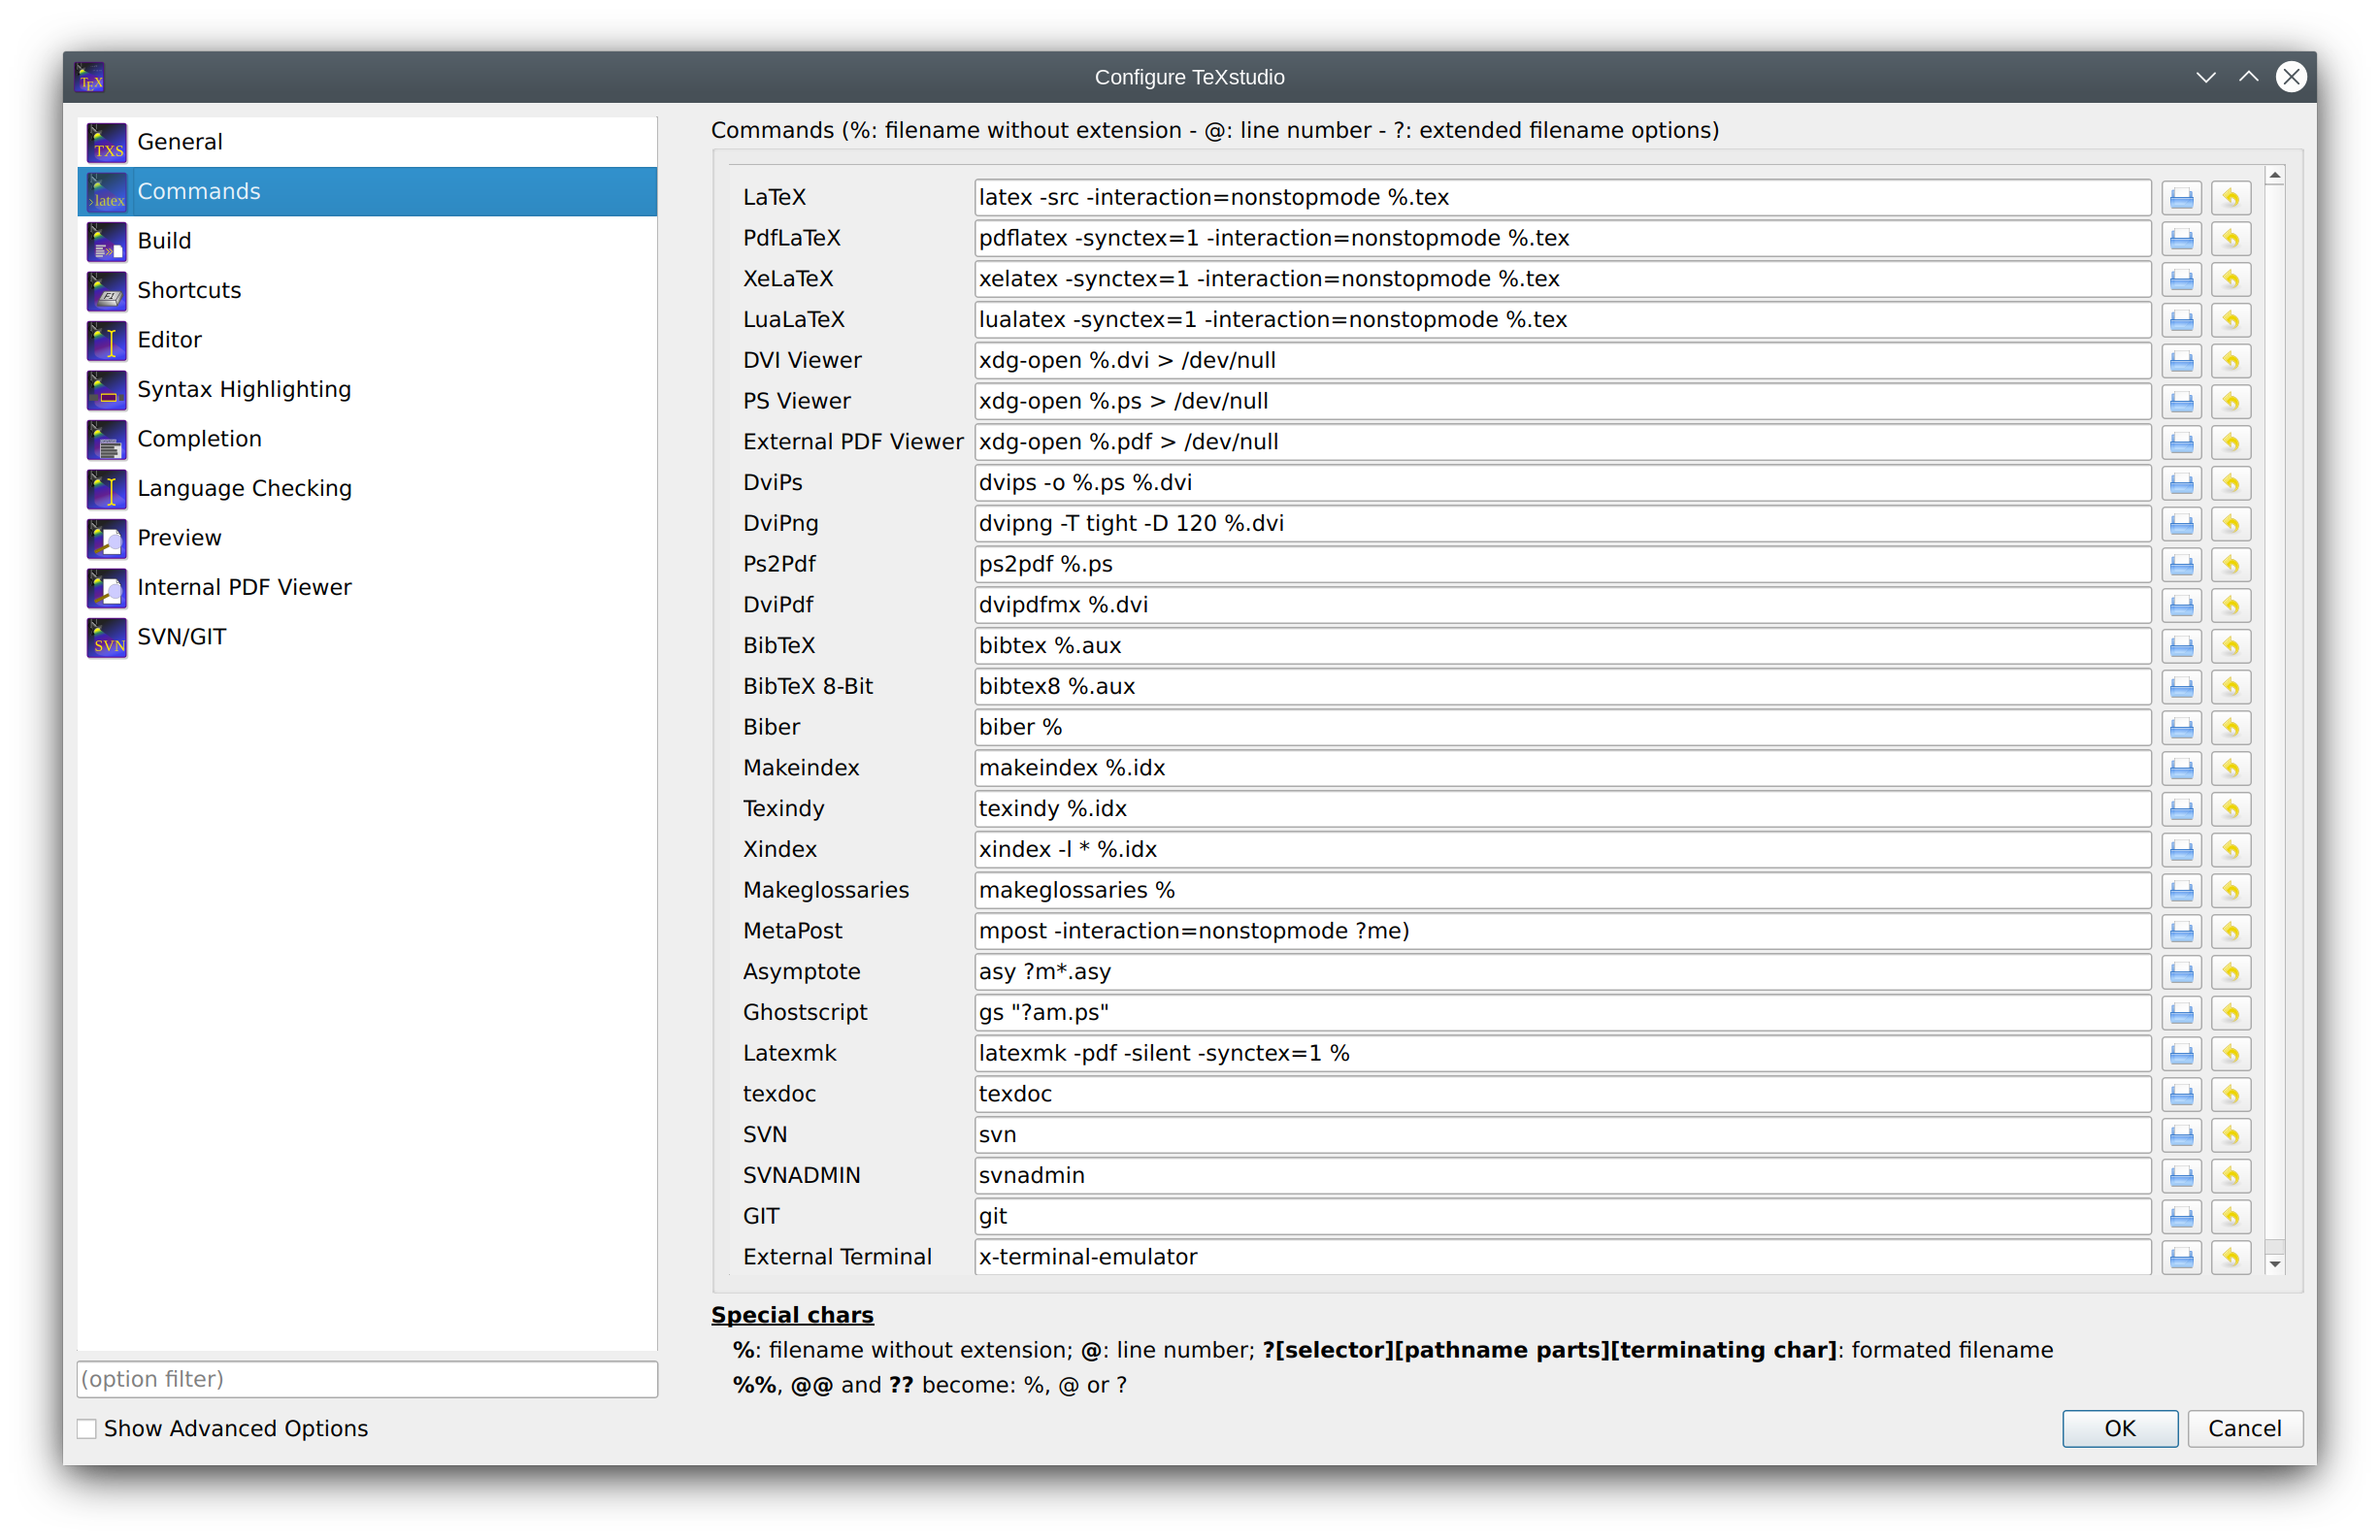 Configure TeXstudio
General
Commands
Build
Shortcuts
Editor
Syntax Highlighting
Completion
Language Checking
Preview
Internal PDF Viewer
SVN/GIT
(option filter)
Show Advanced Options
Commands (%: filename without extension - @: line number - ?: extended filename options)
LaTeX latex -src -interaction=nonstopmode %.tex
PdfLaTeX pdflatex -synctex=1 -interaction=nonstopmode %.tex
XeLaTeX xelatex -synctex=1 -interaction=nonstopmode %.tex
LuaLaTeX lualatex -synctex=1 -interaction=nonstopmode %.tex
DVI Viewer xdg-open %.dvi > /dev/null
PS Viewer xdg-open %.ps > /dev/null
External PDF Viewer xdg-open %.pdf > /dev/null
DviPs dvips -o %.ps %.dvi
DviPng dvipng -T tight -D 120 %.dvi
Ps2Pdf ps2pdf %.ps
DviPdf dvipdfmx %.dvi
BibTeX bibtex %.aux
BibTeX 8-Bit bibtex8 %.aux
Biber biber %
Makeindex makeindex %.idx
Texindy texindy %.idx
Xindex xindex -l * %.idx
Makeglossaries makeglossaries %
MetaPost mpost -interaction=nonstopmode ?me)
Asymptote asy ?m*.asy
Ghostscript gs "?am.ps"
Latexmk latexmk -pdf -silent -synctex=1 %
texdoc texdoc
SVN svn
SVNADMIN svnadmin
GIT git
External Terminal x-terminal-emulator
Special chars
%: filename without extension; @: line number; ?[selector][pathname parts][terminating char]: formated filename
%%, @@ and ?? become: %, @ or ?
OK Cancel